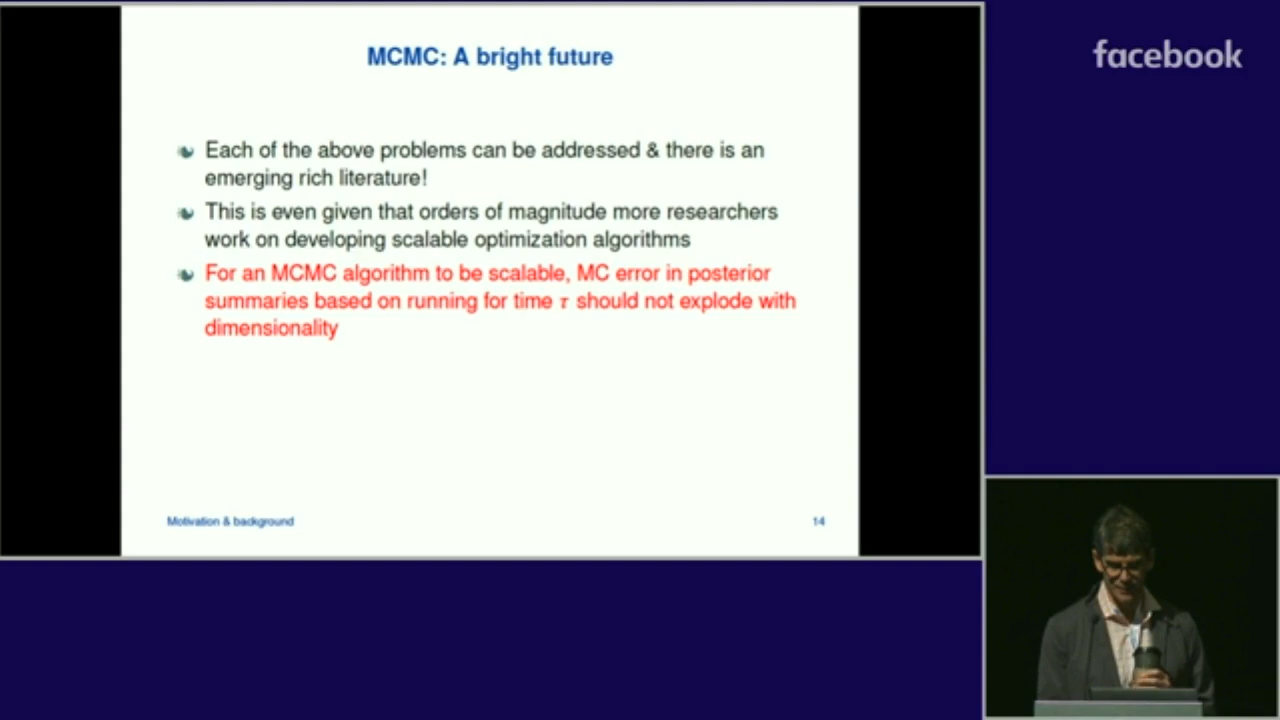 MCMC: A bright future
facebook
Each of the above problems can be addressed & there is an
emerging rich literature!
This is even given that orders of magnitude more researchers
work on developing scalable optimization algorithms
For an MCMC algorithm to be scalable, MC error in posterior
summaries based on running for time τ should not explode with
dimensionality
Motivation & background
14